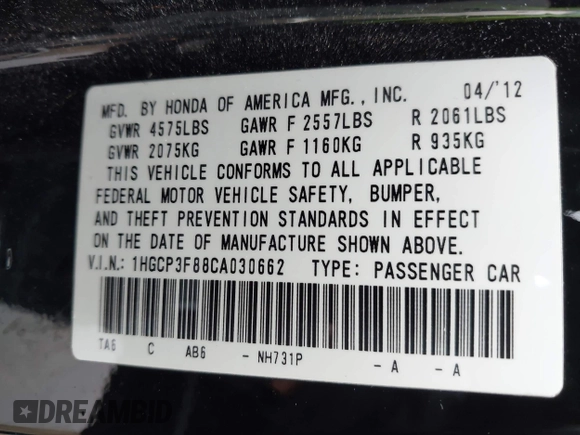 MFD. BY HONDA OF AMERICA MFG., INC. 04/'12
GVWR 4575LBS GAWR F 2557LBS R 2061LBS
GVWR 2075KG GAWR F 1160KG R 935KG
THIS VEHICLE CONFORMS TO ALL APPLICABLE
FEDERAL MOTOR VEHICLE SAFETY, BUMPER,
AND THEFT PREVENTION STANDARDS IN EFFECT
ON THE DATE OF MANUFACTURE SHOWN ABOVE.
V.I.N.: 1HGCP3F88CA030662 TYPE: PASSENGER CAR
TA6 C AB6 - NH731P - A - A
DREAMBID